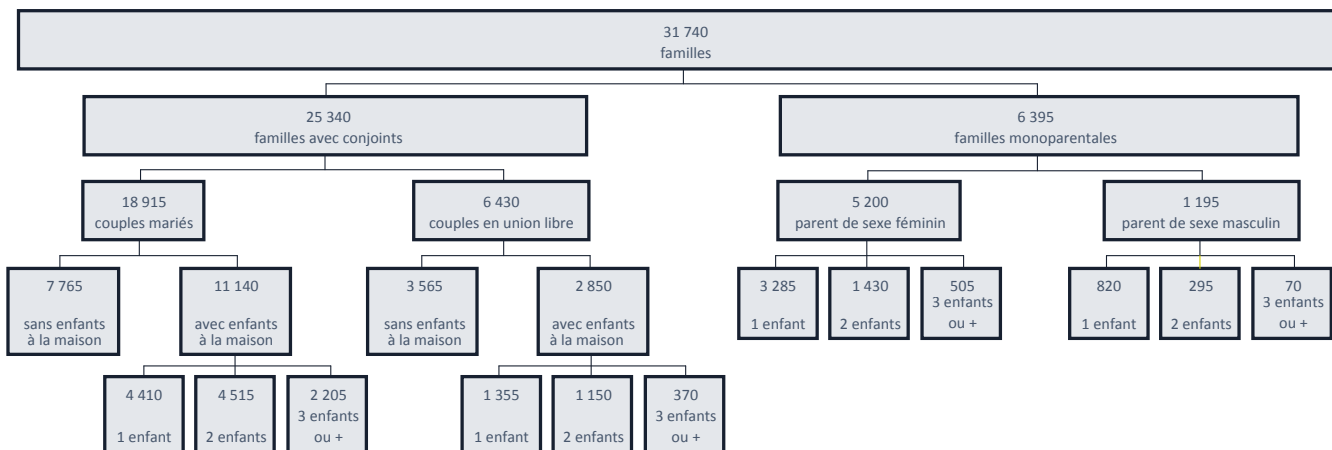 31 740
familles
25 340
familles avec conjoints
6 395
familles monoparentales
18 915
couples mariés
6 430
couples en union libre
5 200
parent de sexe féminin
1 195
parent de sexe masculin
7 765
sans enfants
à la maison
11 140
avec enfants
à la maison
3 565
sans enfants
à la maison
2 850
avec enfants
à la maison
3 285
1 enfant
1 430
2 enfants
505
3 enfants
ou +
820
1 enfant
295
2 enfants
70
3 enfants
ou +
4 410
1 enfant
4 515
2 enfants
2 205
3 enfants
ou +
1 355
1 enfant
1 150
2 enfants
370
3 enfants
ou +